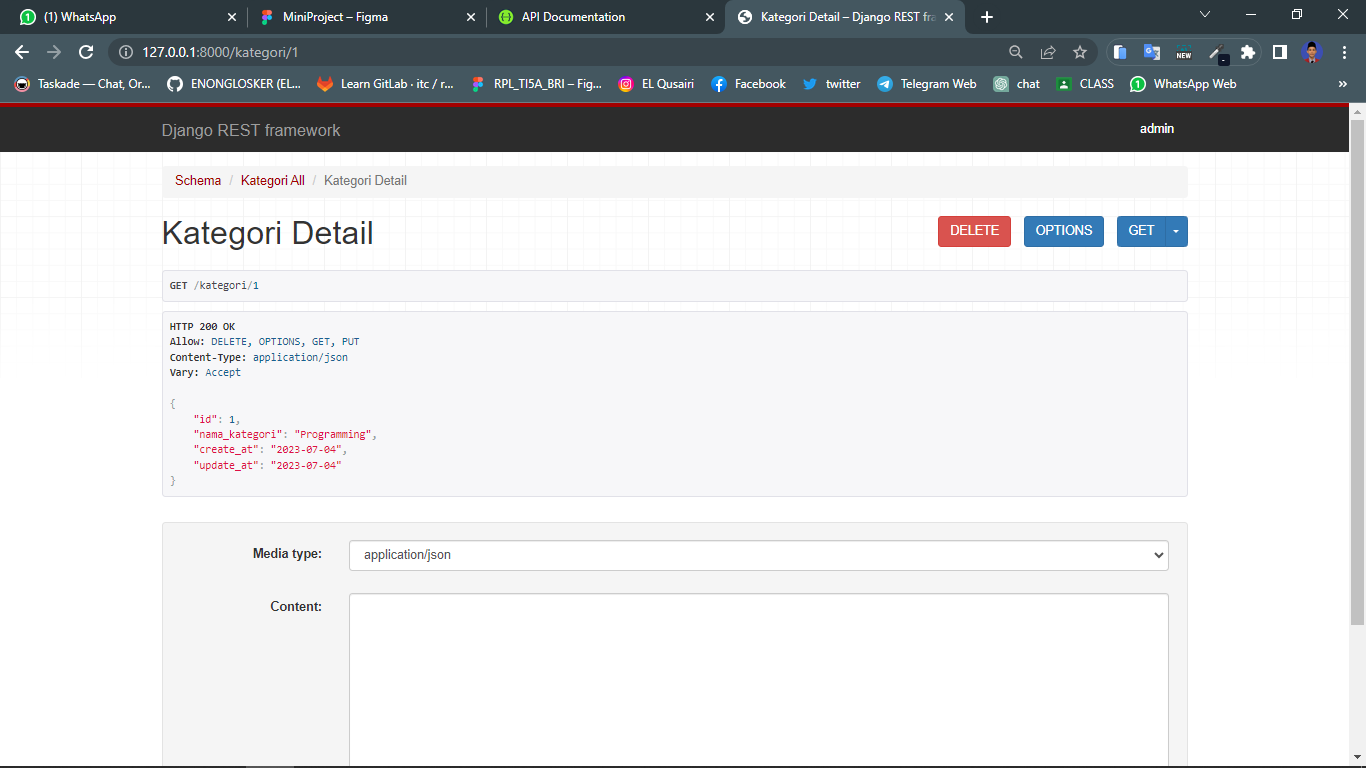 (1) WhatsApp
MiniProject – Figma
API Documentation
Kategori Detail – Django REST fra
127.0.0.1:8000/kategori/1
NEW
Taskade — Chat, Or...
ENONGLOSKER (EL...
Learn GitLab · itc / r...
RPL_TI5A_BRI – Fig...
EL Qusairi
Facebook
twitter
Telegram Web
chat
CLASS
WhatsApp Web
»
Django REST framework
admin
Schema / Kategori All / Kategori Detail
Kategori Detail
DELETE
OPTIONS
GET
GET /kategori/1
HTTP 200 OK
Allow: DELETE, OPTIONS, GET, PUT
Content-Type: application/json
Vary: Accept
{
"id": 1,
"nama_kategori": "Programming",
"create_at": "2023-07-04",
"update_at": "2023-07-04"
}
Media type:
application/json
Content: